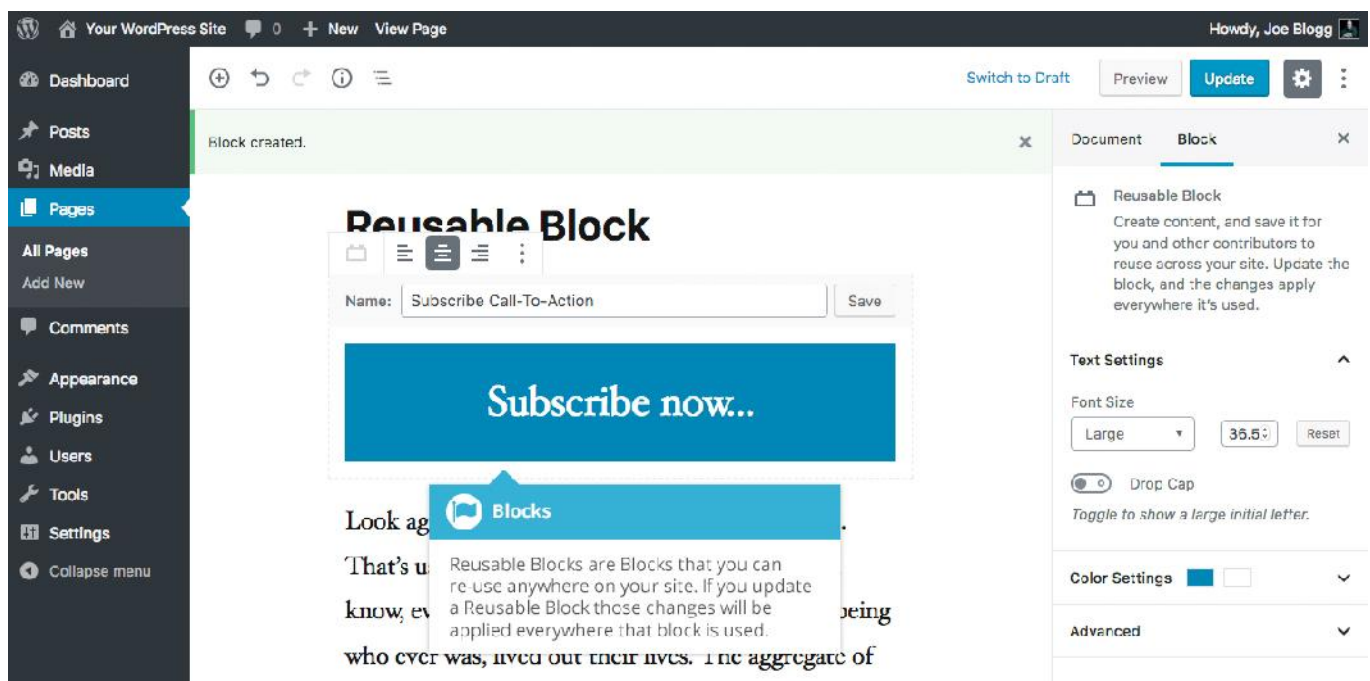 Your WordPress Site 0 + New View Page Howdy, Joe Blogg
Dashboard
Posts
Media
Pages
All Pages
Add New
Comments
Appearance
Plugins
Users
Tools
Settings
Collapse menu
Switch to Draft Preview Update
Block created.
Reusable Block
Name: Subscribe Call-To-Action Save
Subscribe now...
Look ag
.
That's u
know, ev
being
who ever was, lived out their lives. The aggregate of
Blocks
Reusable Blocks are Blocks that you can
re-use anywhere on your site. If you update
a Reusable Block those changes will be
applied everywhere that block is used.
Document Block
Reusable Block
Create content, and save it for
you and other contributors to
reuse across your site. Update the
block, and the changes apply
everywhere it's used.
Text Settings
Font Size
Large 36.5 Reset
Drop Cap
Toggle to show a large initial letter.
Color Settings
Advanced